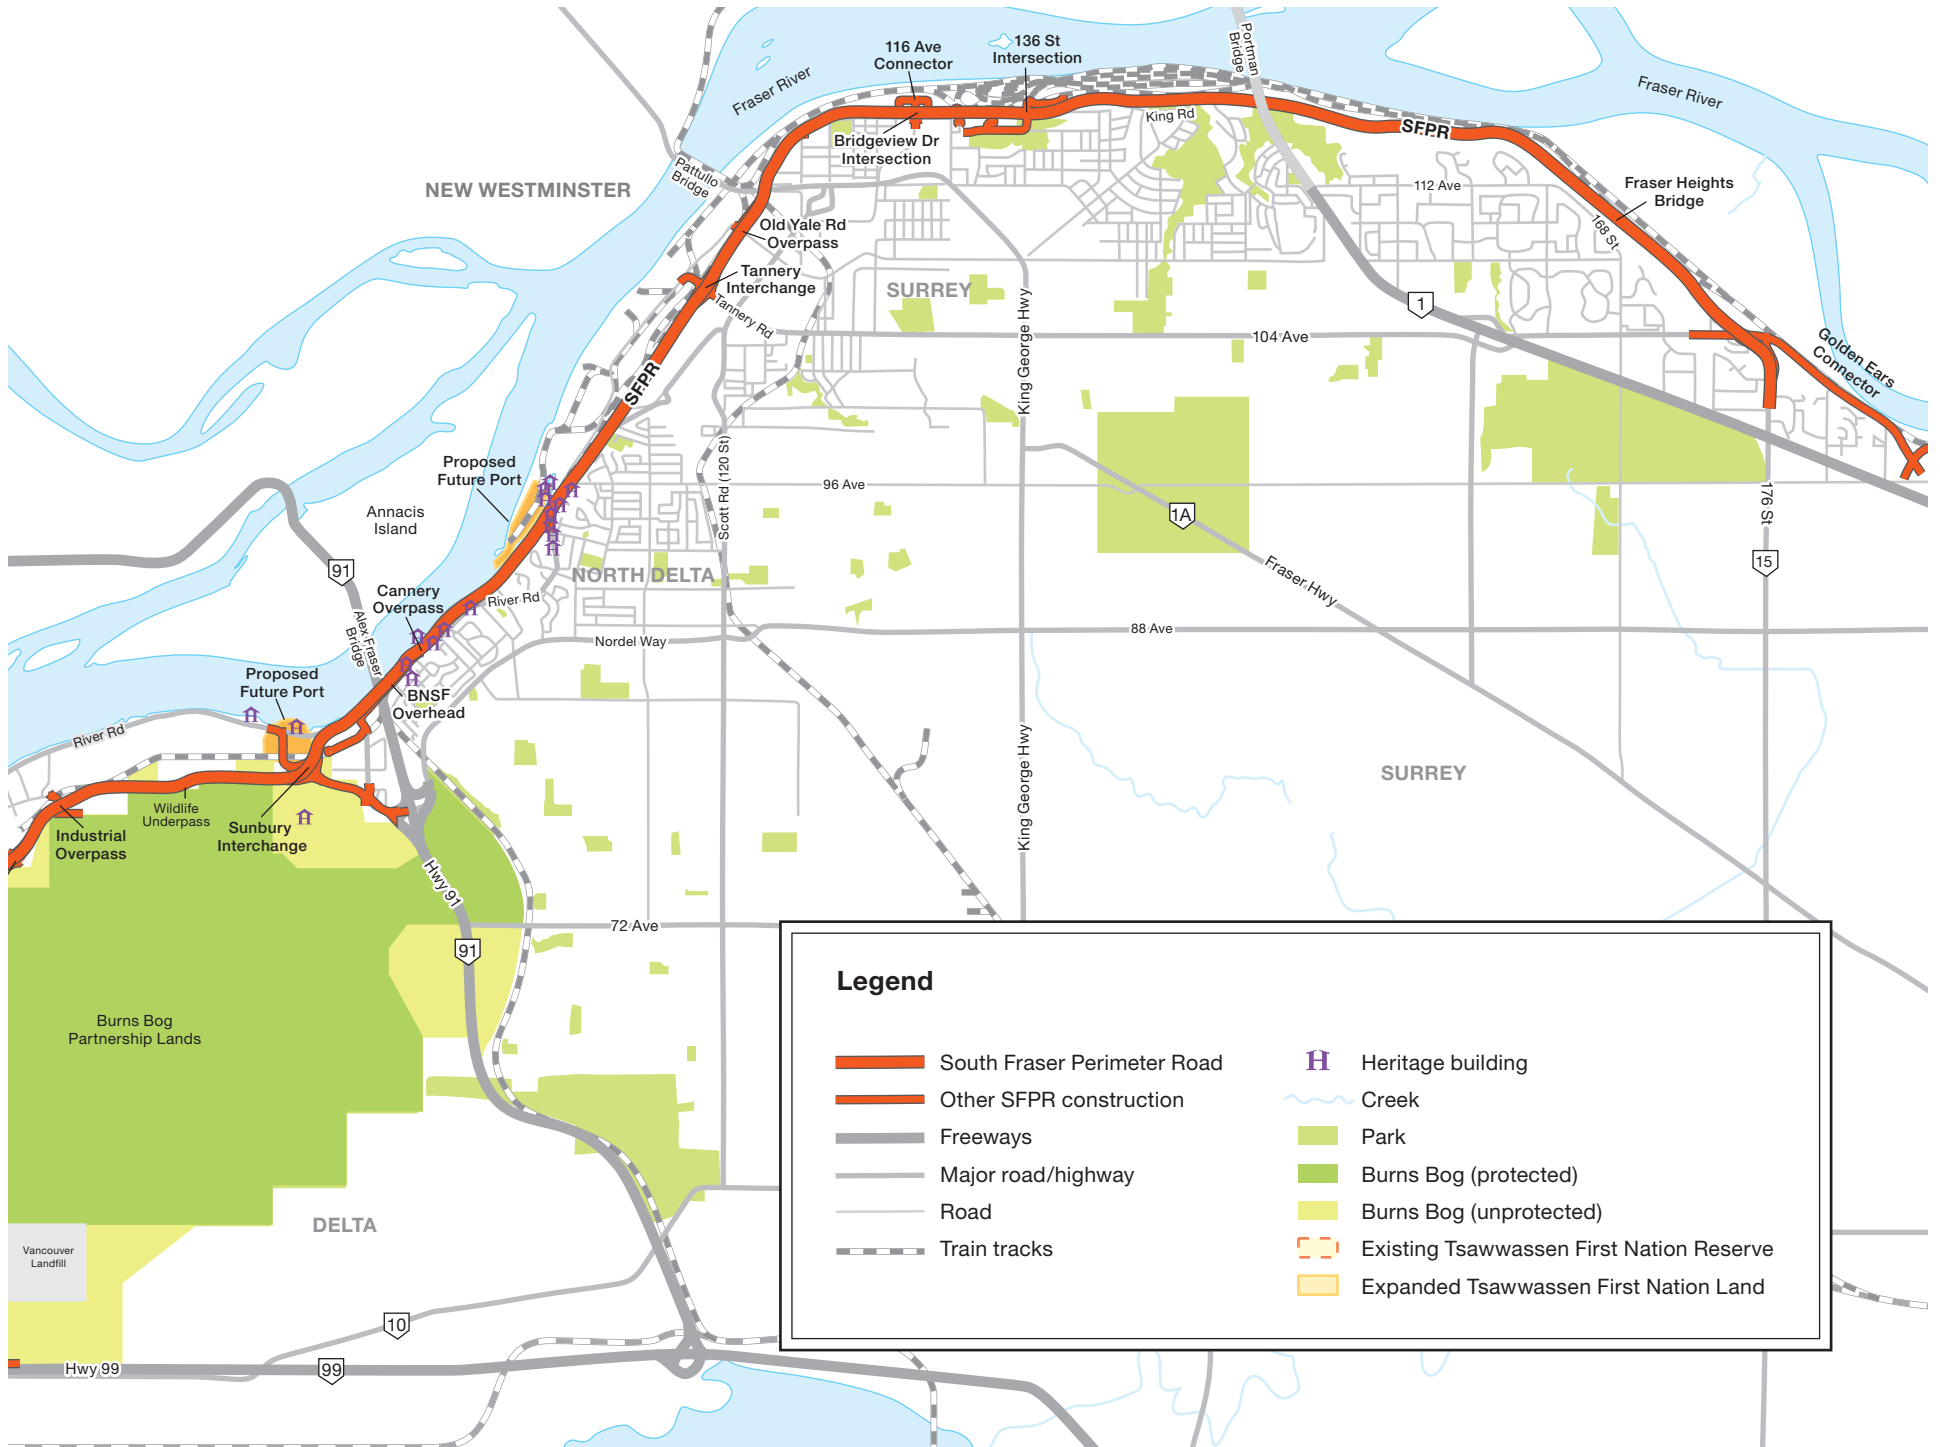 116 Ave
Connector
136 St
Intersection
Portman
Bridge
Fraser River
Fraser River
King Rd
SFPR
Bridgeview Dr
Intersection
Pattullo
Bridge
NEW WESTMINSTER
112 Ave
Fraser Heights
Bridge
168 St
Old Yale Rd
Overpass
Tannery
Interchange
Tannery Rd
SURREY
King George Hwy
1
104 Ave
Golden Ears
Connector
SFPR
Proposed
Future Port
Scott Rd (120 St)
96 Ave
Annacis
Island
1A
176 St
91
15
NORTH DELTA
Fraser Hwy
Cannery
Overpass
River Rd
Alex Fraser
Bridge
Nordel Way
88 Ave
Proposed
Future Port
BNSF
Overhead
River Rd
King George Hwy
SURREY
Wildlife
Underpass
Sunbury
Interchange
Industrial
Overpass
Hwy 91
72 Ave
91
Burns Bog
Partnership Lands
DELTA
Vancouver
Landfill
10
Hwy 99
99
Legend
South Fraser Perimeter Road
Other SFPR construction
Freeways
Major road/highway
Road
Train tracks
H
Heritage building
Creek
Park
Burns Bog (protected)
Burns Bog (unprotected)
Existing Tsawwassen First Nation Reserve
Expanded Tsawwassen First Nation Land